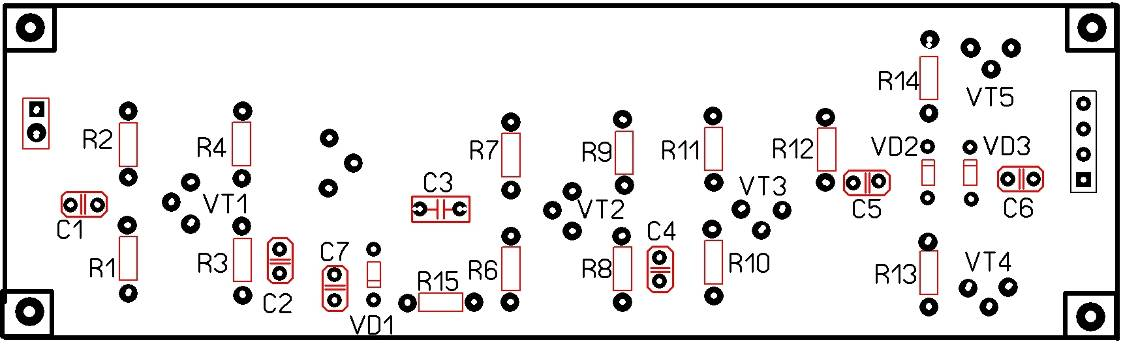 R14
VT5
R2
R4
R7
R9
R11
R12
VD2
VD3
C3
VT3
C1
VT1
VT2
C5
C6
R1
R3
C2
C7
R6
R8
C4
R10
R13
VT4
R15
VD1